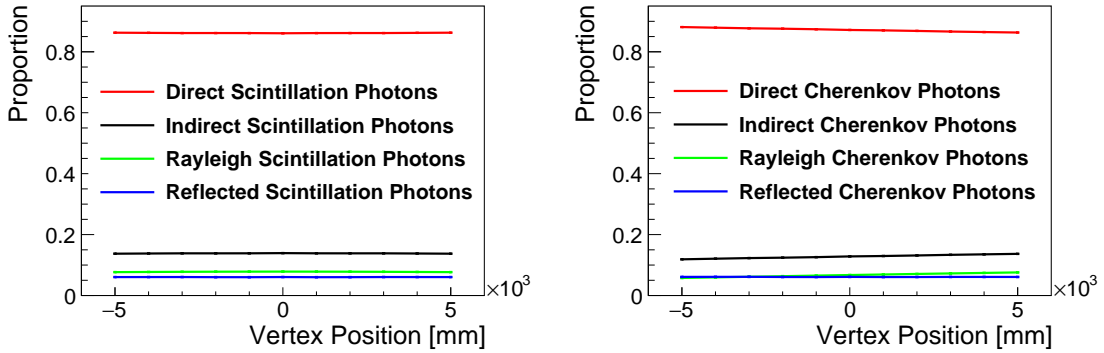 Proportion
0.8
0.6
0.4
0.2
0
Direct Scintillation Photons
Indirect Scintillation Photons
Rayleigh Scintillation Photons
Reflected Scintillation Photons
−5 0 5
×10³
Vertex Position [mm]
Proportion
0.8
0.6
0.4
0.2
0
Direct Cherenkov Photons
Indirect Cherenkov Photons
Rayleigh Cherenkov Photons
Reflected Cherenkov Photons
−5 0 5
×10³
Vertex Position [mm]